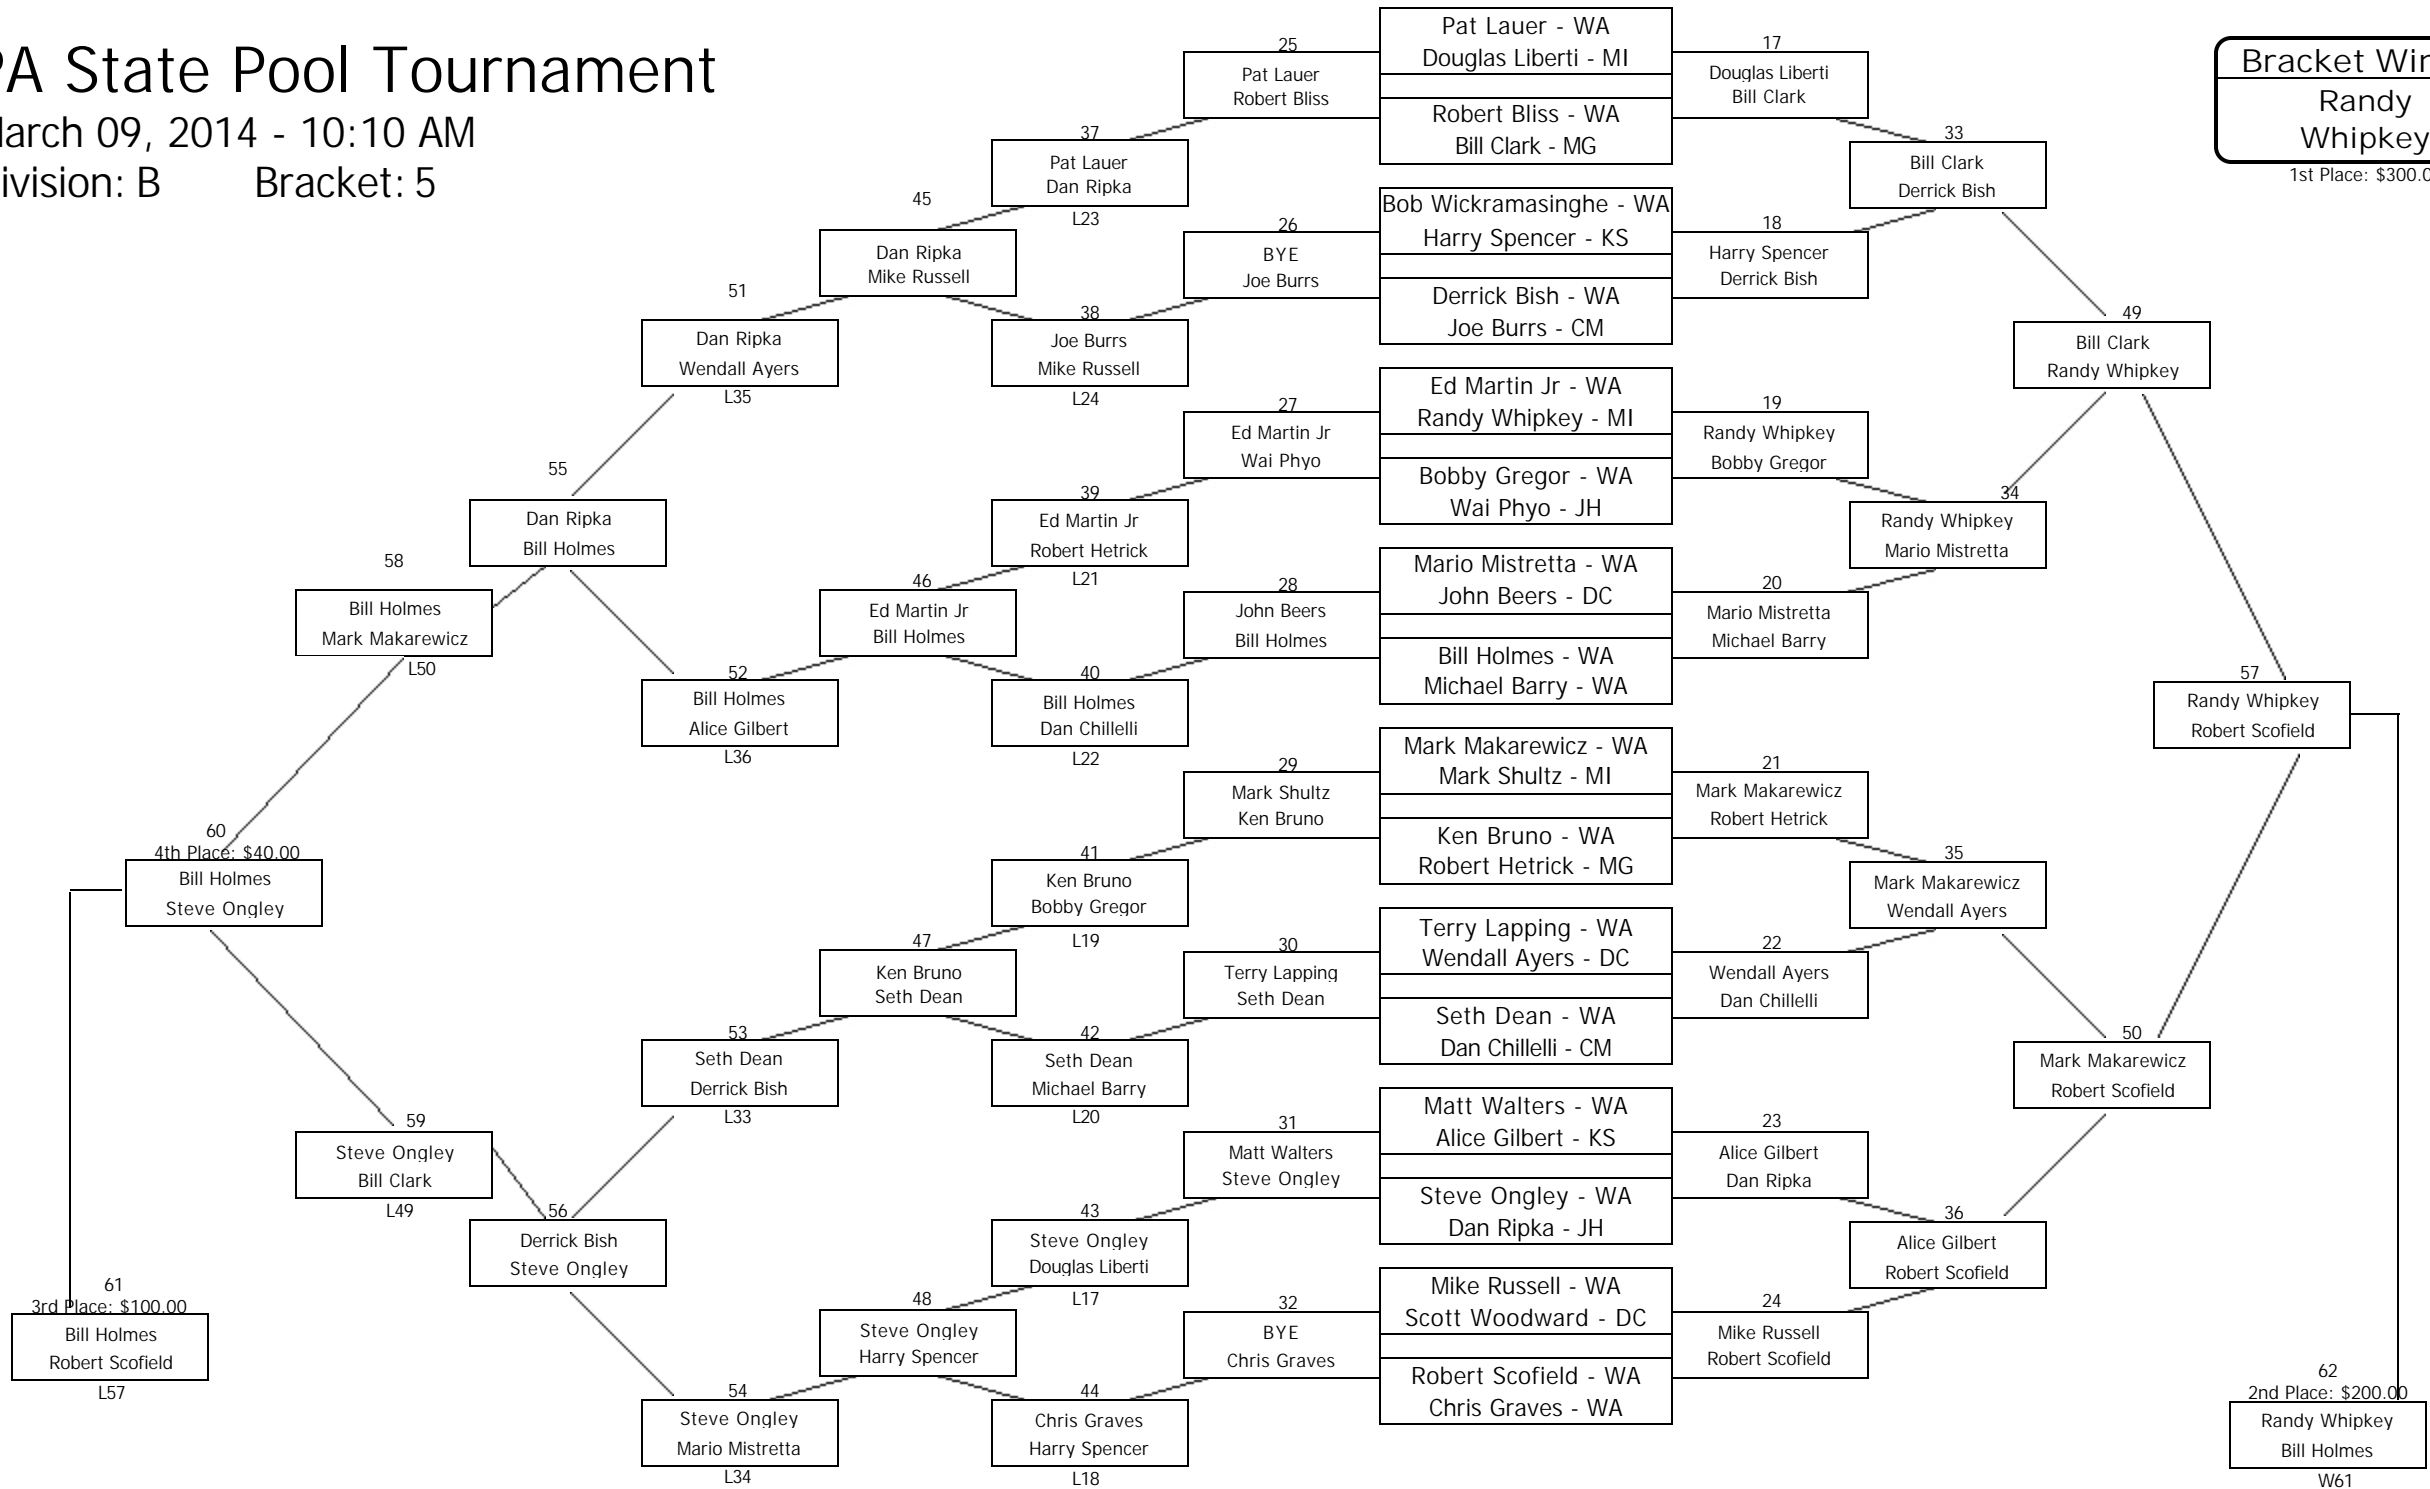 PA State Pool Tournament
March 09, 2014 - 10:10 AM
ivision: B Bracket: 5
Bracket Win
Randy
Whipkey
1st Place: $300.0
Pat Lauer - WA
Douglas Liberti - MI
Robert Bliss - WA
Bill Clark - MG
Bob Wickramasinghe - WA
Harry Spencer - KS
Derrick Bish - WA
Joe Burrs - CM
Ed Martin Jr - WA
Randy Whipkey - MI
Bobby Gregor - WA
Wai Phyo - JH
Mario Mistretta - WA
John Beers - DC
Bill Holmes - WA
Michael Barry - WA
Mark Makarewicz - WA
Mark Shultz - MI
Ken Bruno - WA
Robert Hetrick - MG
Terry Lapping - WA
Wendall Ayers - DC
Seth Dean - WA
Dan Chillelli - CM
Matt Walters - WA
Alice Gilbert - KS
Steve Ongley - WA
Dan Ripka - JH
Mike Russell - WA
Scott Woodward - DC
Robert Scofield - WA
Chris Graves - WA
17
Douglas Liberti
Bill Clark
18
Harry Spencer
Derrick Bish
19
Randy Whipkey
Bobby Gregor
20
Mario Mistretta
Michael Barry
21
Mark Makarewicz
Robert Hetrick
22
Wendall Ayers
Dan Chillelli
23
Alice Gilbert
Dan Ripka
24
Mike Russell
Robert Scofield
25
Pat Lauer
Robert Bliss
26
BYE
Joe Burrs
27
Ed Martin Jr
Wai Phyo
28
John Beers
Bill Holmes
29
Mark Shultz
Ken Bruno
30
Terry Lapping
Seth Dean
31
Matt Walters
Steve Ongley
32
BYE
Chris Graves
33
Bill Clark
Derrick Bish
34
Randy Whipkey
Mario Mistretta
35
Mark Makarewicz
Wendall Ayers
36
Alice Gilbert
Robert Scofield
37
Pat Lauer
Dan Ripka
L23
38
Joe Burrs
Mike Russell
L24
39
Ed Martin Jr
Robert Hetrick
L21
40
Bill Holmes
Dan Chillelli
L22
41
Ken Bruno
Bobby Gregor
L19
42
Seth Dean
Michael Barry
L20
43
Steve Ongley
Douglas Liberti
L17
44
Chris Graves
Harry Spencer
L18
45
Dan Ripka
Mike Russell
46
Ed Martin Jr
Bill Holmes
47
Ken Bruno
Seth Dean
48
Steve Ongley
Harry Spencer
49
Bill Clark
Randy Whipkey
50
Mark Makarewicz
Robert Scofield
51
Dan Ripka
Wendall Ayers
L35
52
Bill Holmes
Alice Gilbert
L36
53
Seth Dean
Derrick Bish
L33
54
Steve Ongley
Mario Mistretta
L34
55
Dan Ripka
Bill Holmes
56
Derrick Bish
Steve Ongley
57
Randy Whipkey
Robert Scofield
58
Bill Holmes
Mark Makarewicz
L50
59
Steve Ongley
Bill Clark
L49
60
4th Place: $40.00
Bill Holmes
Steve Ongley
61
3rd Place: $100.00
Bill Holmes
Robert Scofield
L57
62
2nd Place: $200.00
Randy Whipkey
Bill Holmes
W61